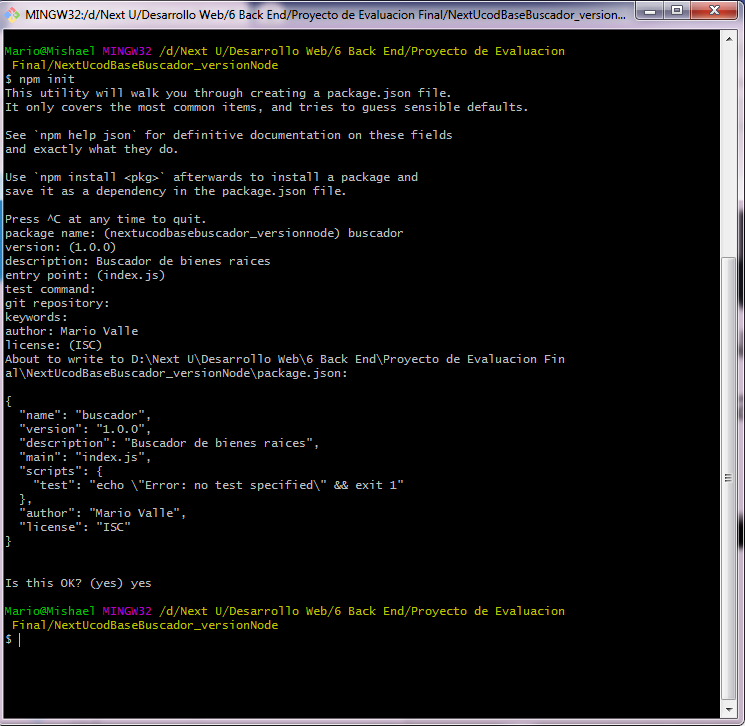 MINGW32:/d/Next U/Desarrollo Web/6 Back End/Proyecto de Evaluacion Final/NextUcodBaseBuscador_version...
Mario@Mishael MINGW32 /d/Next U/Desarrollo Web/6 Back End/Proyecto de Evaluacion
Final/NextUcodBaseBuscador_versionNode
$ npm init
This utility will walk you through creating a package.json file.
It only covers the most common items, and tries to guess sensible defaults.
See `npm help json` for definitive documentation on these fields
and exactly what they do.
Use `npm install <pkg>` afterwards to install a package and
save it as a dependency in the package.json file.
Press ^C at any time to quit.
package name: (nextucodbasebuscador_versionnode) buscador
version: (1.0.0)
description: Buscador de bienes raices
entry point: (index.js)
test command:
git repository:
keywords:
author: Mario Valle
license: (ISC)
About to write to D:\Next U\Desarrollo Web\6 Back End\Proyecto de Evaluacion Fin
al\NextUcodBaseBuscador_versionNode\package.json:
{
  "name": "buscador",
  "version": "1.0.0",
  "description": "Buscador de bienes raices",
  "main": "index.js",
  "scripts": {
    "test": "echo \"Error: no test specified\" && exit 1"
  },
  "author": "Mario Valle",
  "license": "ISC"
}
Is this OK? (yes) yes
Mario@Mishael MINGW32 /d/Next U/Desarrollo Web/6 Back End/Proyecto de Evaluacion
Final/NextUcodBaseBuscador_versionNode
$